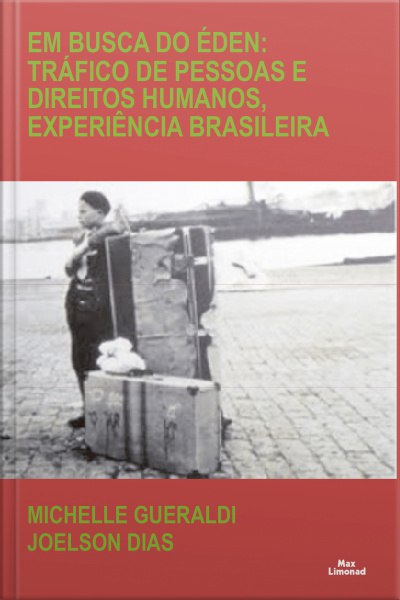 EM BUSCA DO ÉDEN:
TRÁFICO DE PESSOAS E
DIREITOS HUMANOS,
EXPERIÊNCIA BRASILEIRA
MICHELLE GUERALDI
JOELSON DIAS
Max
Limonad